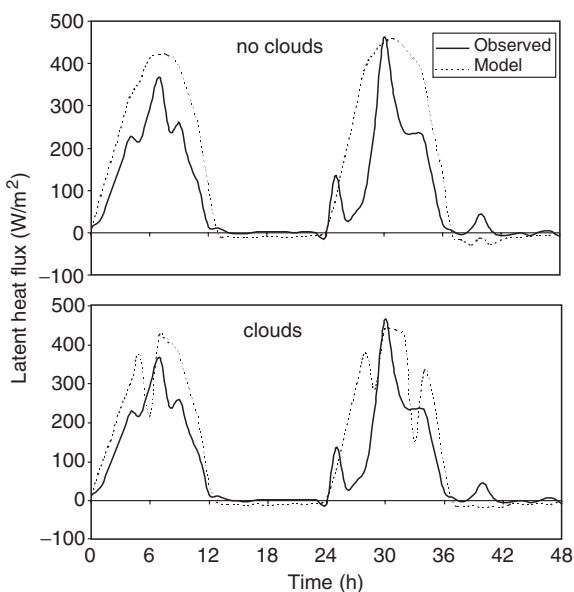 500
400
300
200
100
0
−100
no clouds
Observed
Model
Latent heat flux (W/m²)
500
400
300
200
100
0
−100
clouds
0 6 12 18 24 30 36 42 48
Time (h)